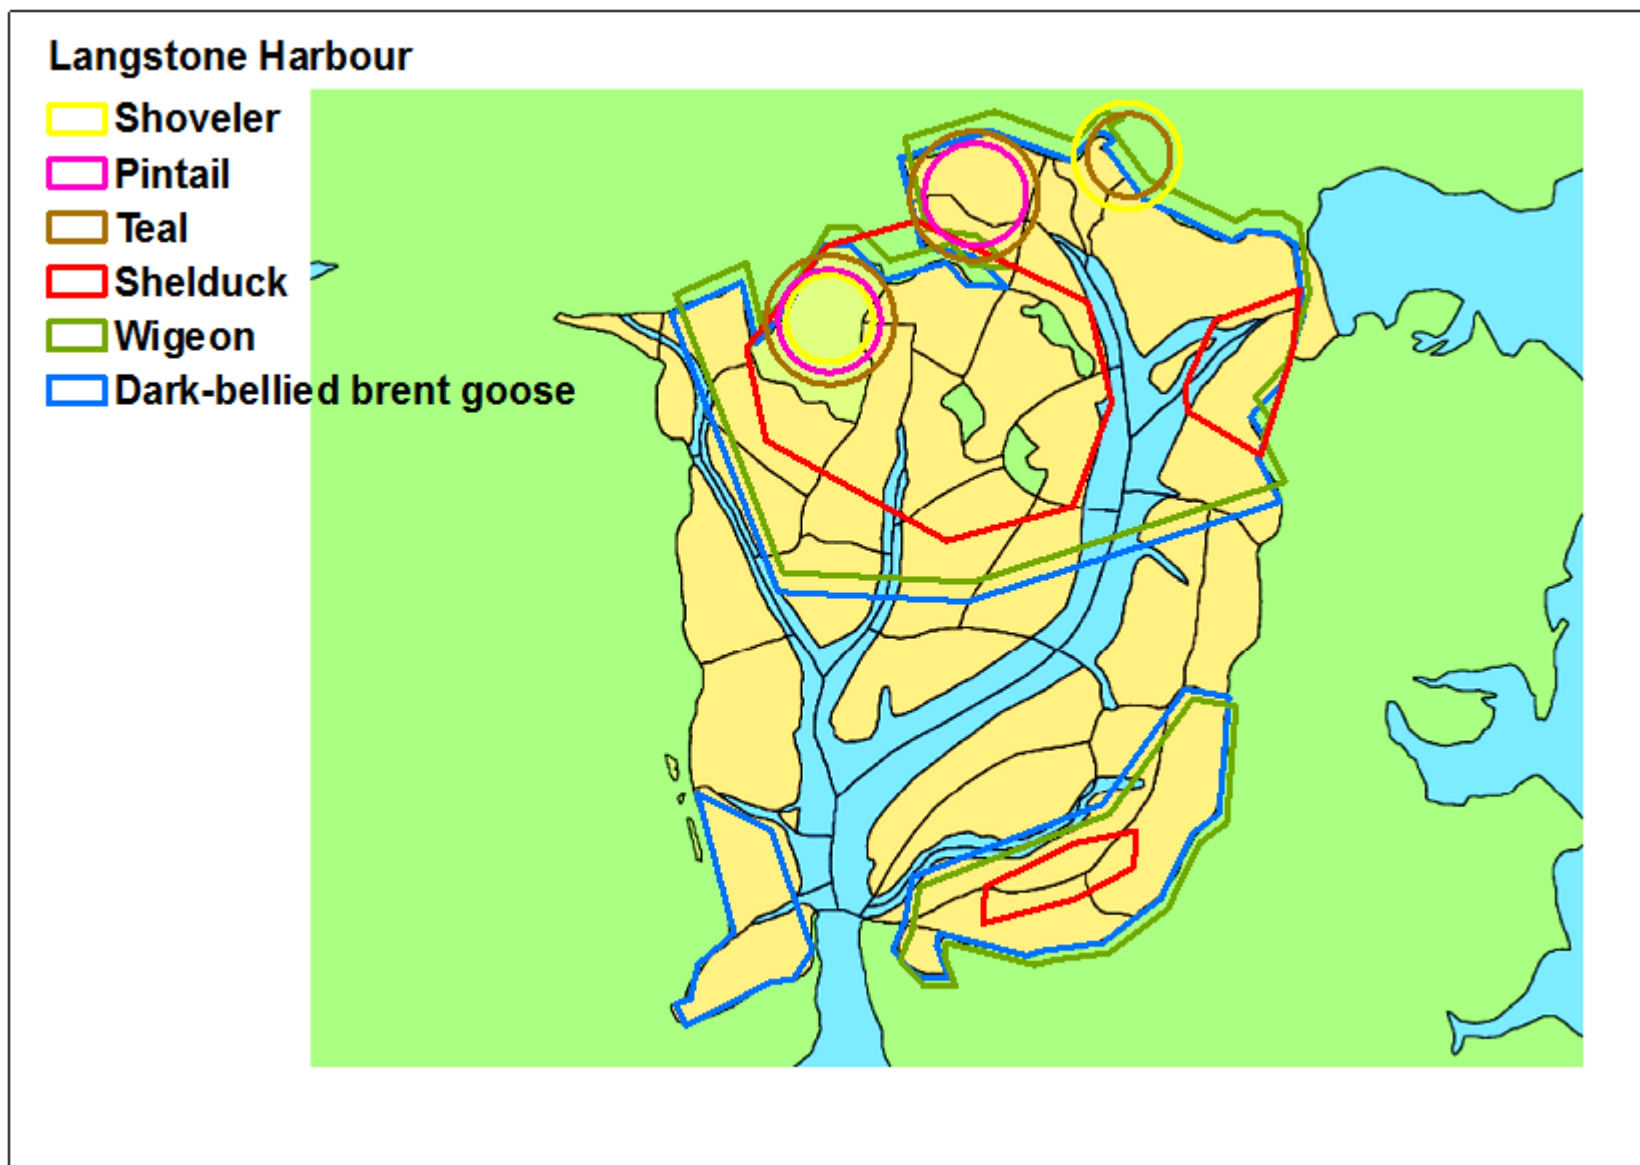 Langstone Harbour
Shoveler
Pintail
Teal
Shelduck
Wigeon
Dark-bellied brent goose